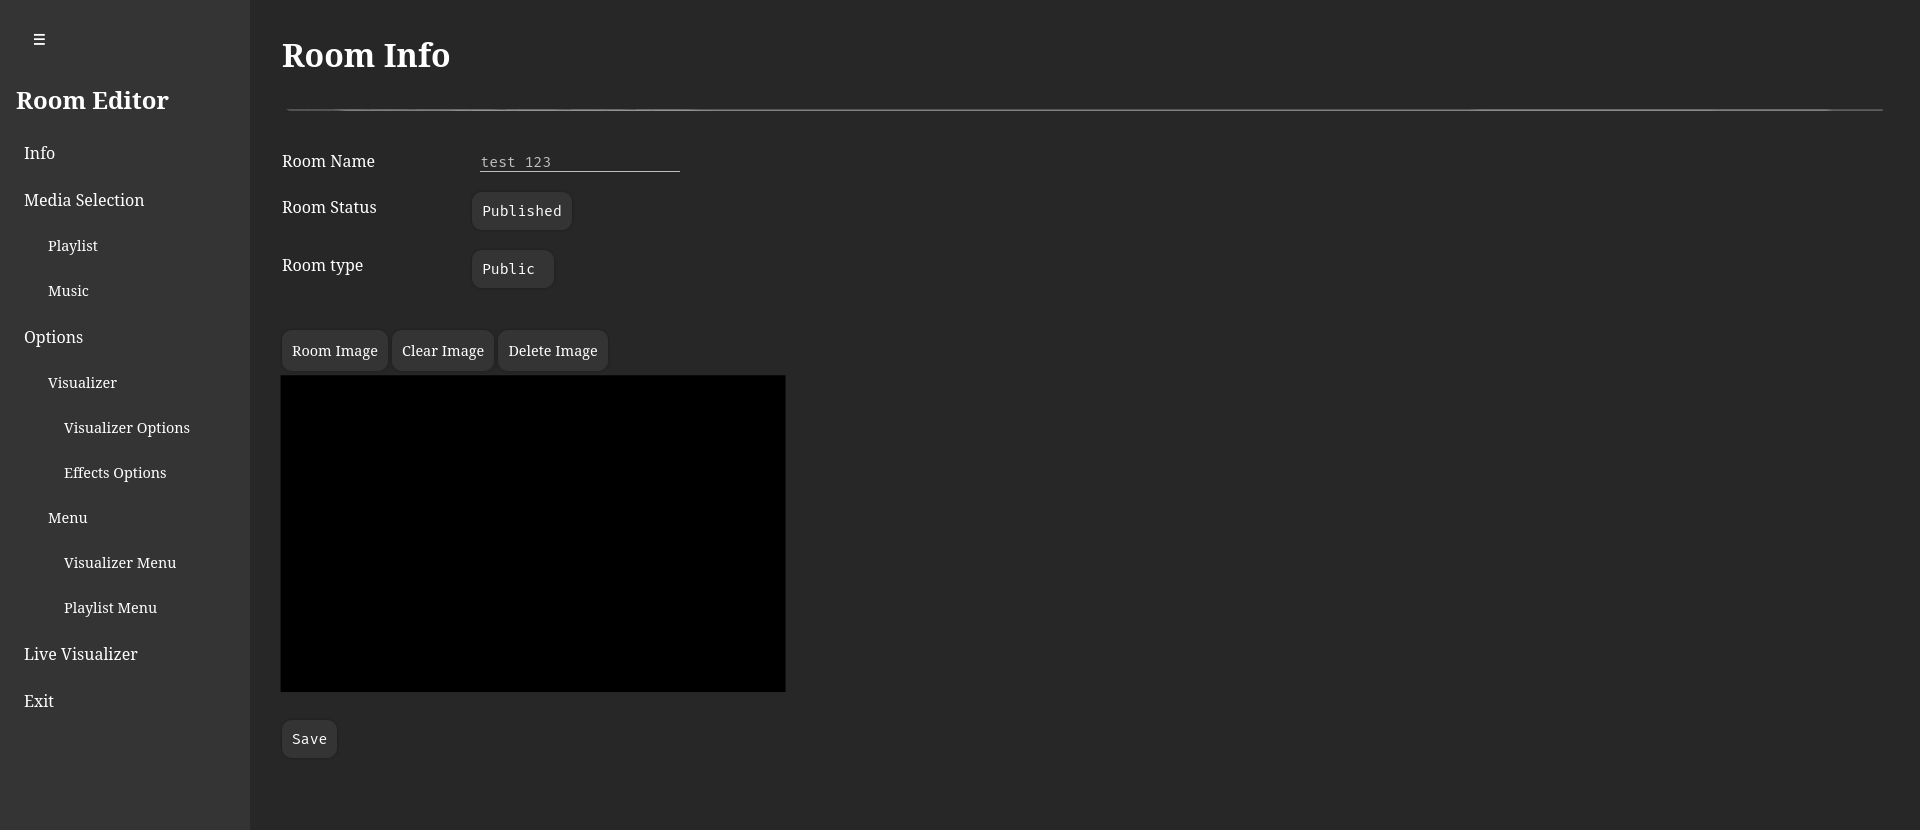 ☰
Room Editor
Info
Media Selection
Playlist
Music
Options
Visualizer
Visualizer Options
Effects Options
Menu
Visualizer Menu
Playlist Menu
Live Visualizer
Exit
Room Info
Room Name test 123
Room Status Published
Room type Public
Room Image Clear Image Delete Image
Save